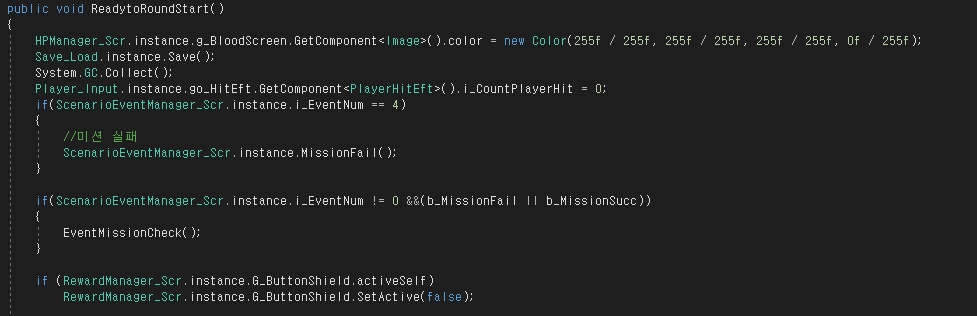 public void ReadytoRoundStart()
{
HPManager_Scr.instance.g_BloodScreen.GetComponent<Image>().color = new Color(255f / 255f, 255f / 255f, 255f / 255f, 0f / 255f);
Save_Load.instance.Save();
System.GC.Collect();
Player_Input.instance.go_HitEft.GetComponent<PlayerHitEft>().i_CountPlayerHit = 0;
if(ScenarioEventManager_Scr.instance.i_EventNum == 4)
{
//미션 실패
ScenarioEventManager_Scr.instance.MissionFail();
}
if(ScenarioEventManager_Scr.instance.i_EventNum != 0 &&(b_MissionFail || b_MissionSucc))
{
EventMissionCheck();
}
if (RewardManager_Scr.instance.G_ButtonShield.activeSelf)
RewardManager_Scr.instance.G_ButtonShield.SetActive(false);